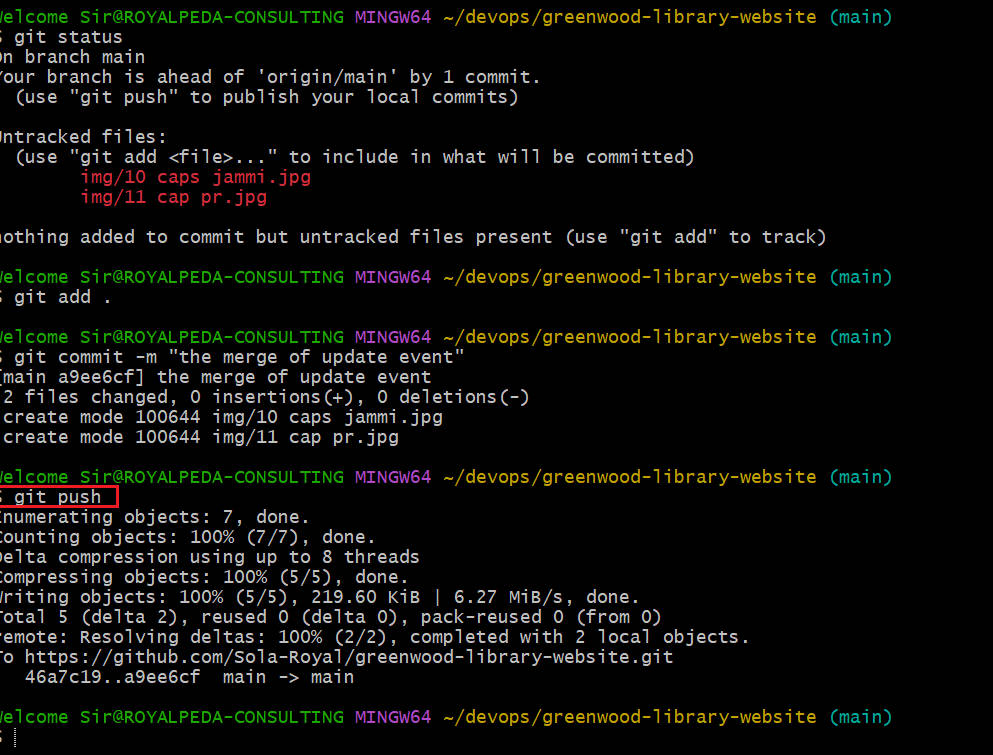 Welcome Sir@ROYALPEDA-CONSULTING MINGW64 ~/devops/greenwood-library-website (main)
$ git status
On branch main
Your branch is ahead of 'origin/main' by 1 commit.
  (use "git push" to publish your local commits)
Untracked files:
  (use "git add <file>..." to include in what will be committed)
        img/10 caps jammi.jpg
        img/11 cap pr.jpg
nothing added to commit but untracked files present (use "git add" to track)
Welcome Sir@ROYALPEDA-CONSULTING MINGW64 ~/devops/greenwood-library-website (main)
$ git add .
Welcome Sir@ROYALPEDA-CONSULTING MINGW64 ~/devops/greenwood-library-website (main)
$ git commit -m "the merge of update event"
[main a9ee6cf] the merge of update event
 2 files changed, 0 insertions(+), 0 deletions(-)
 create mode 100644 img/10 caps jammi.jpg
 create mode 100644 img/11 cap pr.jpg
Welcome Sir@ROYALPEDA-CONSULTING MINGW64 ~/devops/greenwood-library-website (main)
$ git push
Enumerating objects: 7, done.
Counting objects: 100% (7/7), done.
Delta compression using up to 8 threads
Compressing objects: 100% (5/5), done.
Writing objects: 100% (5/5), 219.60 KiB | 6.27 MiB/s, done.
Total 5 (delta 2), reused 0 (delta 0), pack-reused 0 (from 0)
remote: Resolving deltas: 100% (2/2), completed with 2 local objects.
To https://github.com/Sola-Royal/greenwood-library-website.git
   46a7c19..a9ee6cf  main -> main
Welcome Sir@ROYALPEDA-CONSULTING MINGW64 ~/devops/greenwood-library-website (main)
$